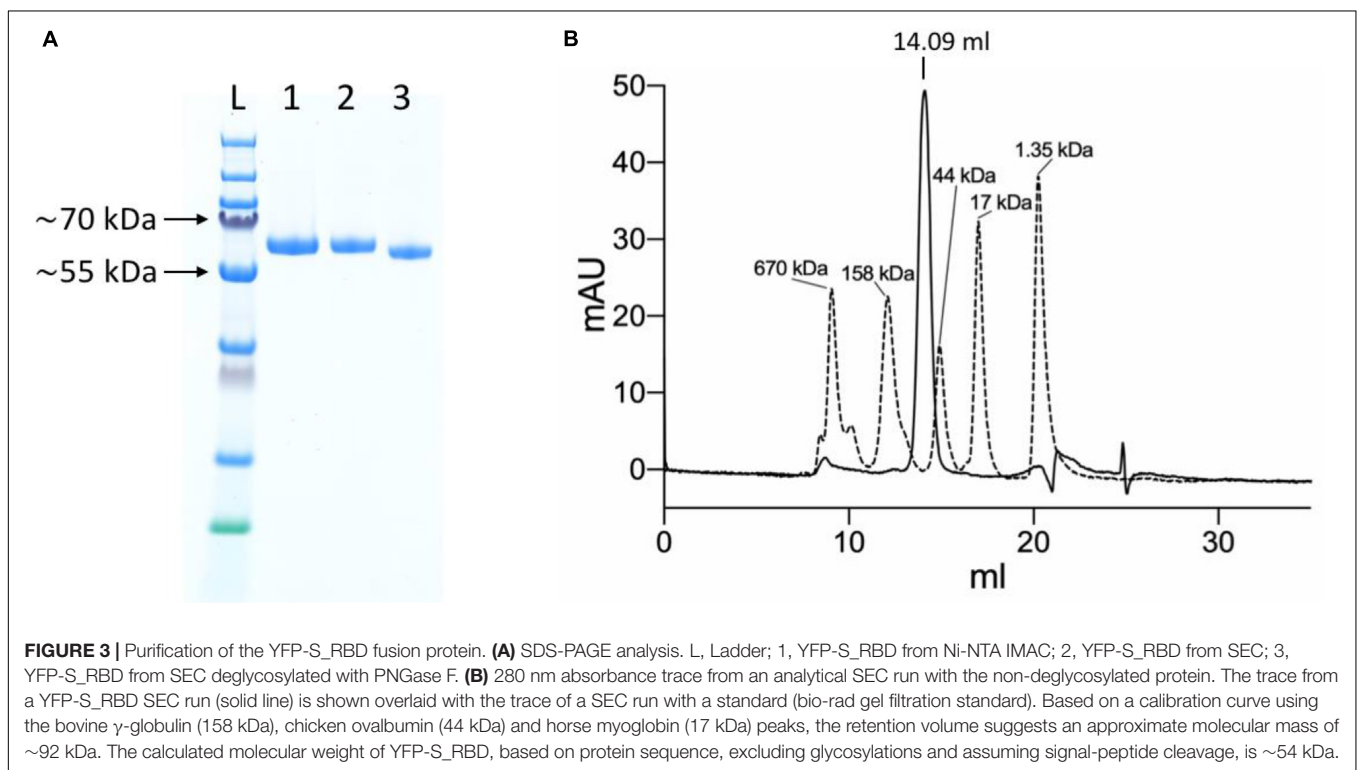 A
L 1 2 3
~70 kDa
~55 kDa
B
14.09 ml
50
40
30
20
10
0
mAU
670 kDa
158 kDa
44 kDa
17 kDa
1.35 kDa
0 10 20 30
ml
FIGURE 3 | Purification of the YFP-S_RBD fusion protein. (A) SDS-PAGE analysis. L, Ladder; 1, YFP-S_RBD from Ni-NTA IMAC; 2, YFP-S_RBD from SEC; 3,
YFP-S_RBD from SEC deglycosylated with PNGase F. (B) 280 nm absorbance trace from an analytical SEC run with the non-deglycosylated protein. The trace from
a YFP-S_RBD SEC run (solid line) is shown overlaid with the trace of a SEC run with a standard (bio-rad gel filtration standard). Based on a calibration curve using
the bovine γ-globulin (158 kDa), chicken ovalbumin (44 kDa) and horse myoglobin (17 kDa) peaks, the retention volume suggests an approximate molecular mass of
~92 kDa. The calculated molecular weight of YFP-S_RBD, based on protein sequence, excluding glycosylations and assuming signal-peptide cleavage, is ~54 kDa.